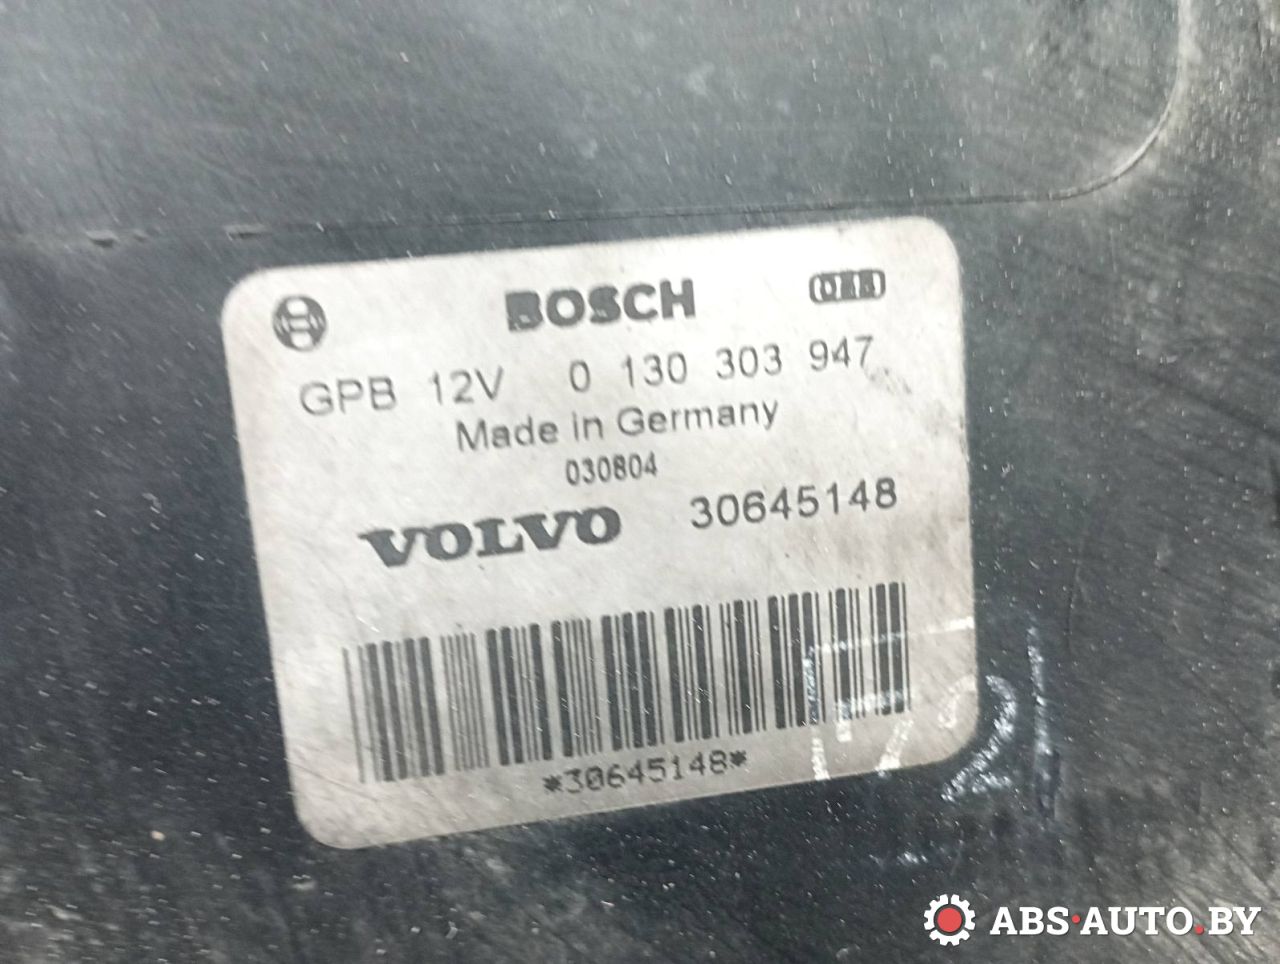 BOSCH
GPB 12V 0 130 303 947
Made in Germany
030804
VOLVO 30645148
*30645148*
ABS·AUTO.BY